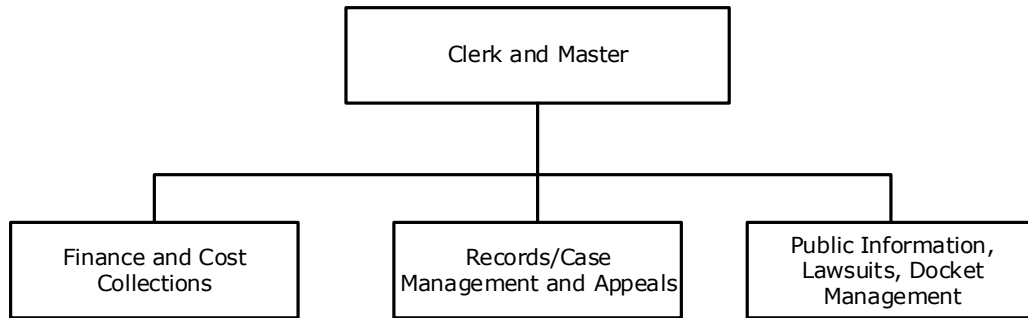 Clerk and Master
Finance and Cost
Collections
Records/Case
Management and Appeals
Public Information,
Lawsuits, Docket
Management